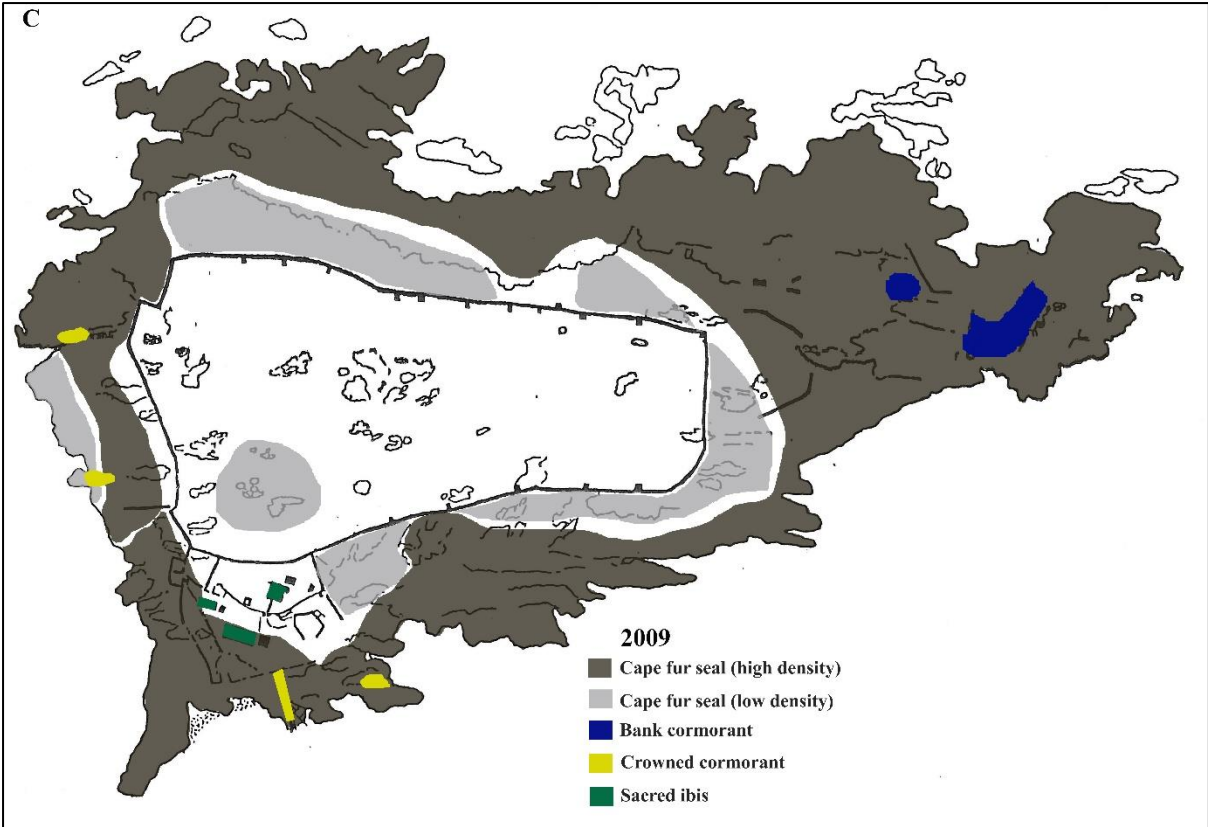 C
2009
Cape fur seal (high density)
Cape fur seal (low density)
Bank cormorant
Crowned cormorant
Sacred ibis